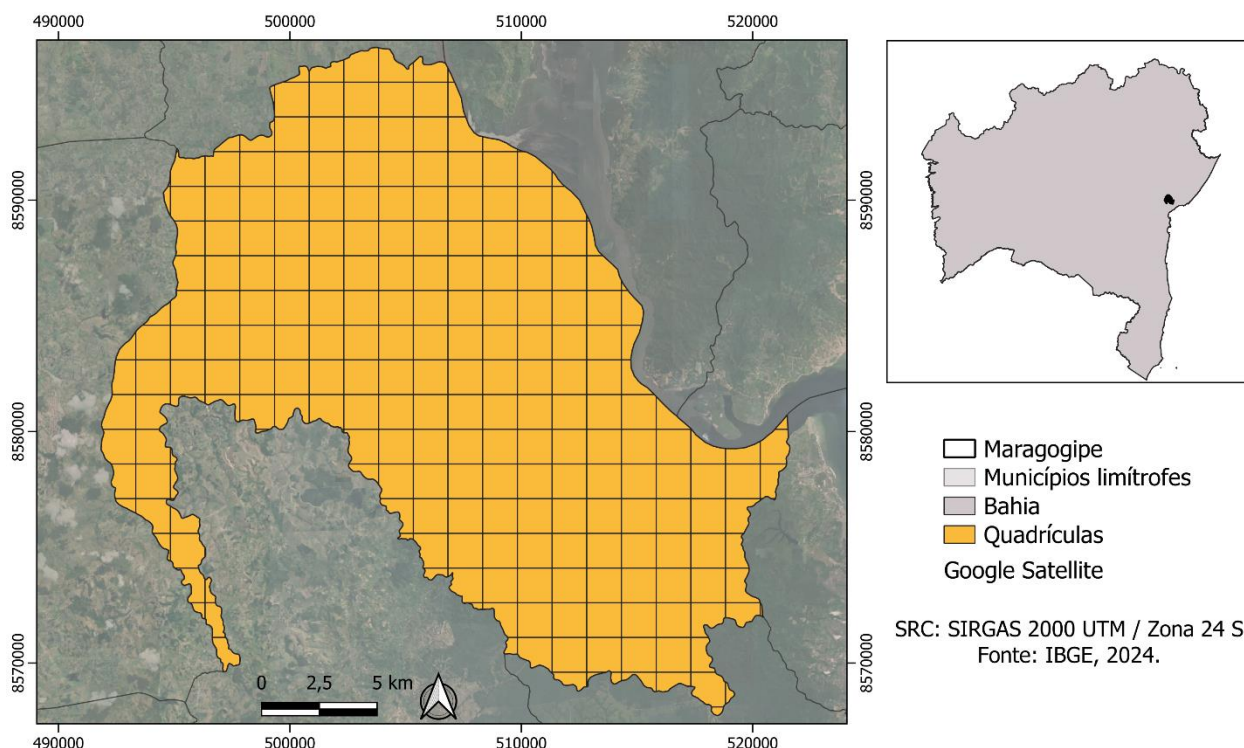 490000 500000 510000 520000
8590000 8590000
8580000 8580000
8570000 8570000
0 2,5 5 km
490000 500000 510000 520000
Maragogipe
Municípios limítrofes
Bahia
Quadrículas
Google Satellite
SRC: SIRGAS 2000 UTM / Zona 24 S
Fonte: IBGE, 2024.